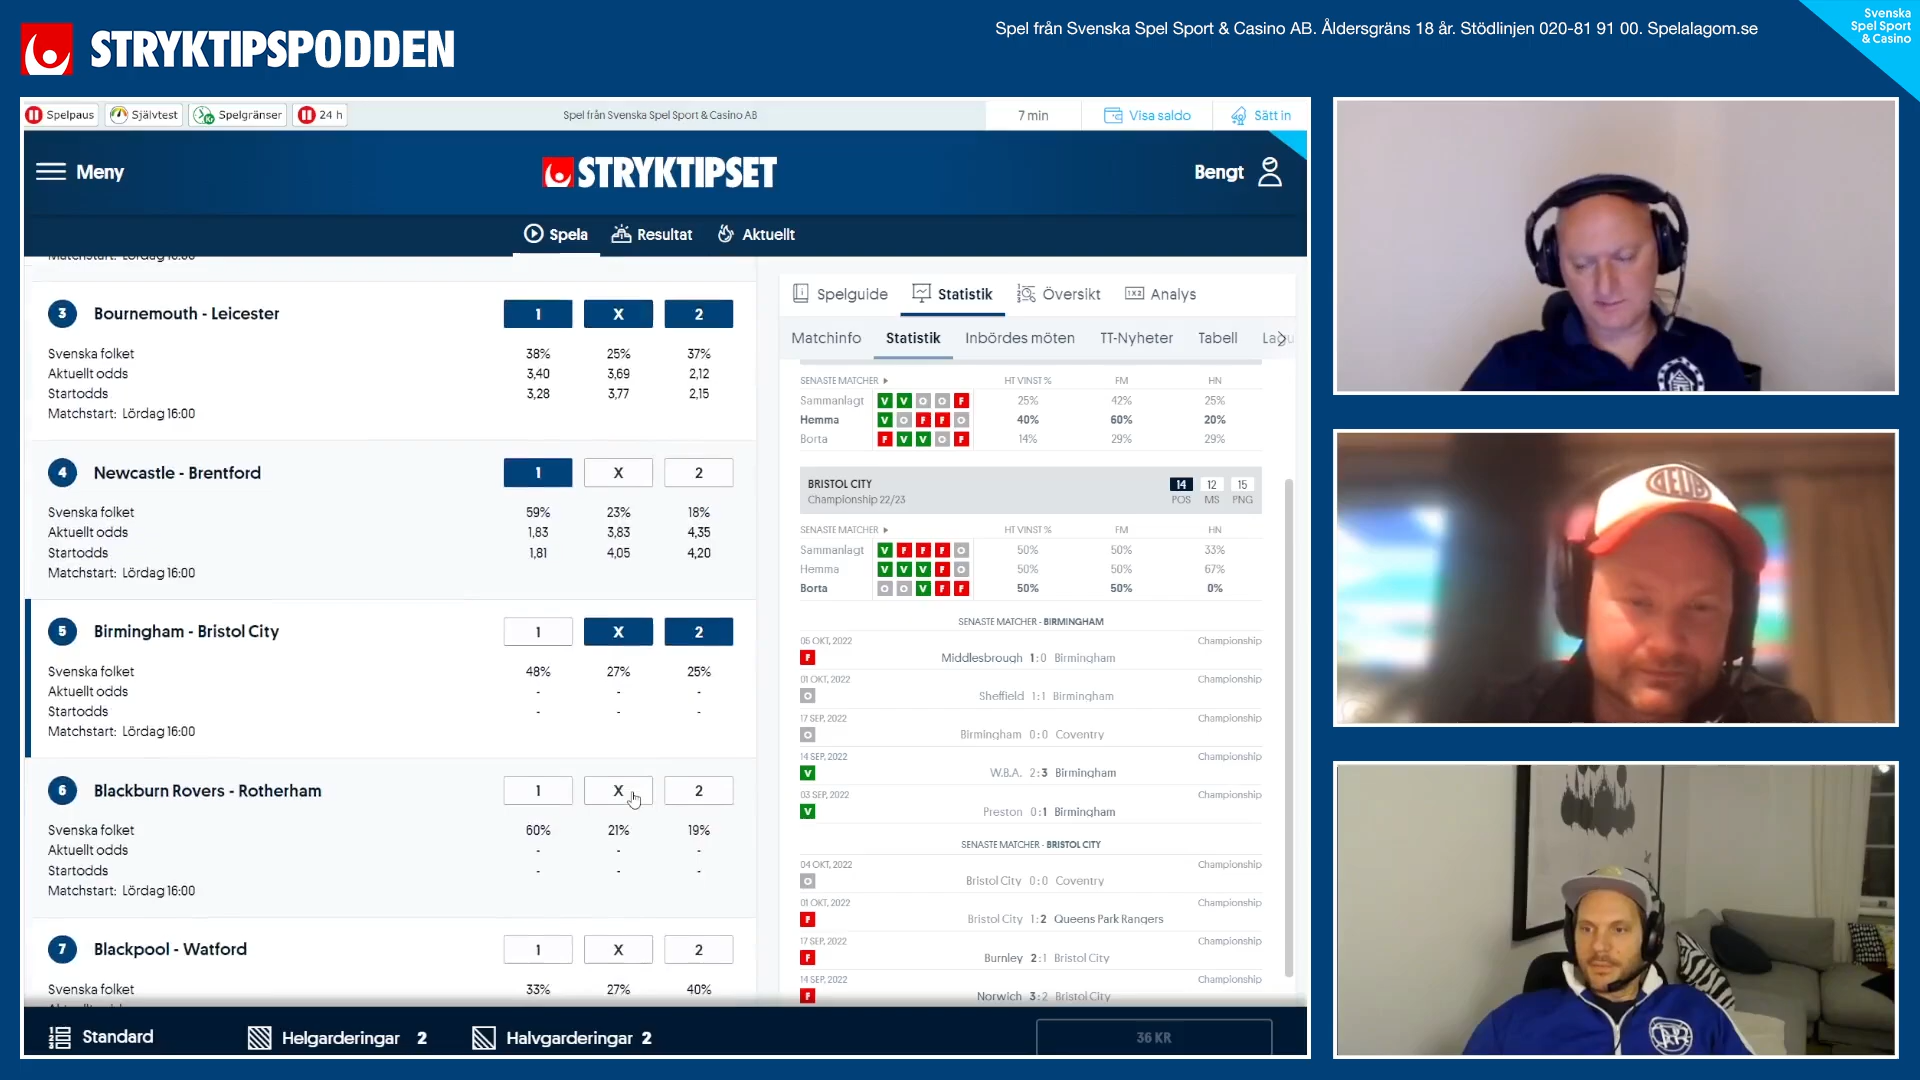 STRYKTIPSPODDEN
Spel från Svenska Spel Sport & Casino AB. Åldersgräns 18 år. Stödlinjen 020-81 91 00. Spelalagom.se
Svenska
Spel Sport
& Casino
Spelpaus
Självtest
Spelgränser
24 h
Spel från Svenska Spel Sport & Casino AB
7 min
Visa saldo
Sätt in
Meny
STRYKTIPSET
Bengt
Spela
Resultat
Aktuellt
Matchstart: Lördag 16:00
3 Bournemouth - Leicester 1 X 2
Svenska folket 38% 25% 37%
Aktuellt odds 3,40 3,69 2,12
Startodds 3,28 3,77 2,15
Matchstart: Lördag 16:00
4 Newcastle - Brentford 1 X 2
Svenska folket 59% 23% 18%
Aktuellt odds 1,83 3,83 4,35
Startodds 1,81 4,05 4,20
Matchstart: Lördag 16:00
5 Birmingham - Bristol City 1 X 2
Svenska folket 48% 27% 25%
Aktuellt odds - - -
Startodds - - -
Matchstart: Lördag 16:00
6 Blackburn Rovers - Rotherham 1 X 2
Svenska folket 60% 21% 19%
Aktuellt odds - - -
Startodds - - -
Matchstart: Lördag 16:00
7 Blackpool - Watford 1 X 2
Svenska folket 33% 27% 40%
Spelguide Statistik Översikt Analys
Matchinfo Statistik Inbördes möten TT-Nyheter Tabell
SENASTE MATCHER HT VINST % FM HN
Sammanlagt V V O O F 25% 42% 25%
Hemma V O F F O 40% 60% 20%
Borta F V V O F 14% 29% 29%
BRISTOL CITY 14 12 15
Championship 22/23 POS MS PNG
SENASTE MATCHER HT VINST % FM HN
Sammanlagt V F F F O 50% 50% 33%
Hemma V V V F O 50% 50% 67%
Borta O O V F F 50% 50% 0%
SENASTE MATCHER - BIRMINGHAM
05 OKT, 2022 Championship
F Middlesbrough 1:0 Birmingham
01 OKT, 2022 Championship
O Sheffield 1:1 Birmingham
17 SEP, 2022 Championship
O Birmingham 0:0 Coventry
14 SEP, 2022 Championship
V W.B.A. 2:3 Birmingham
03 SEP, 2022 Championship
V Preston 0:1 Birmingham
SENASTE MATCHER - BRISTOL CITY
04 OKT, 2022 Championship
O Bristol City 0:0 Coventry
01 OKT, 2022 Championship
F Bristol City 1:2 Queens Park Rangers
17 SEP, 2022 Championship
F Burnley 2:1 Bristol City
14 SEP, 2022 Championship
F Norwich 3:2 Bristol City
Standard
Helgarderingar 2
Halvgarderingar 2
36 KR